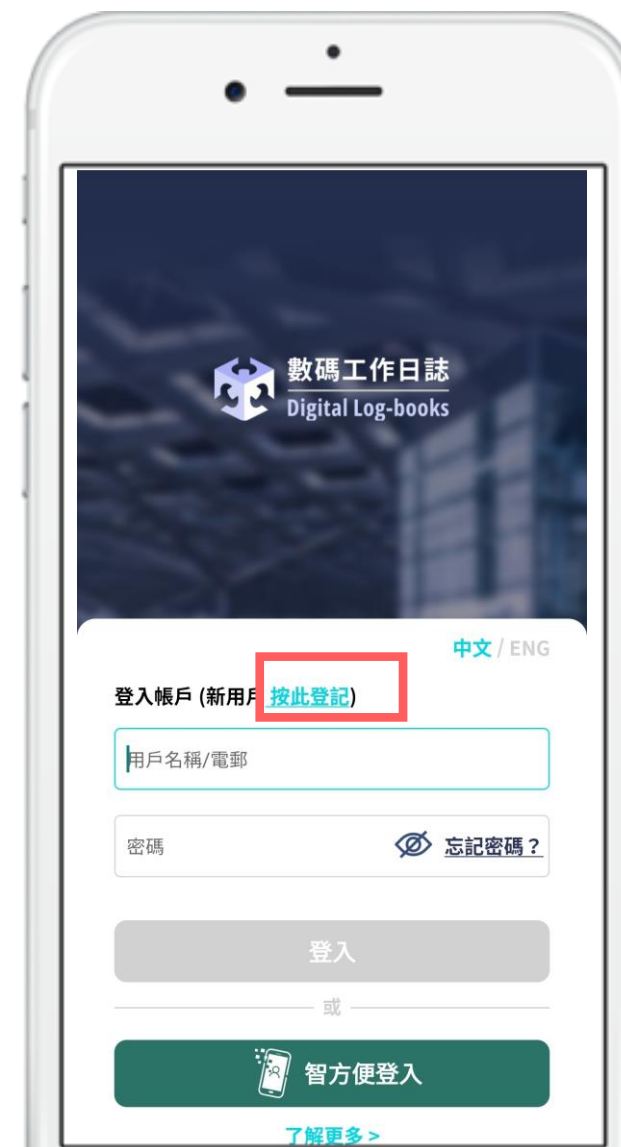 數碼工作日誌
Digital Log-books
中文 / ENG
登入帳戶 (新用戶 按此登記)
用戶名稱/電郵
密碼 忘記密碼？
登入
或
智方便登入
了解更多 >